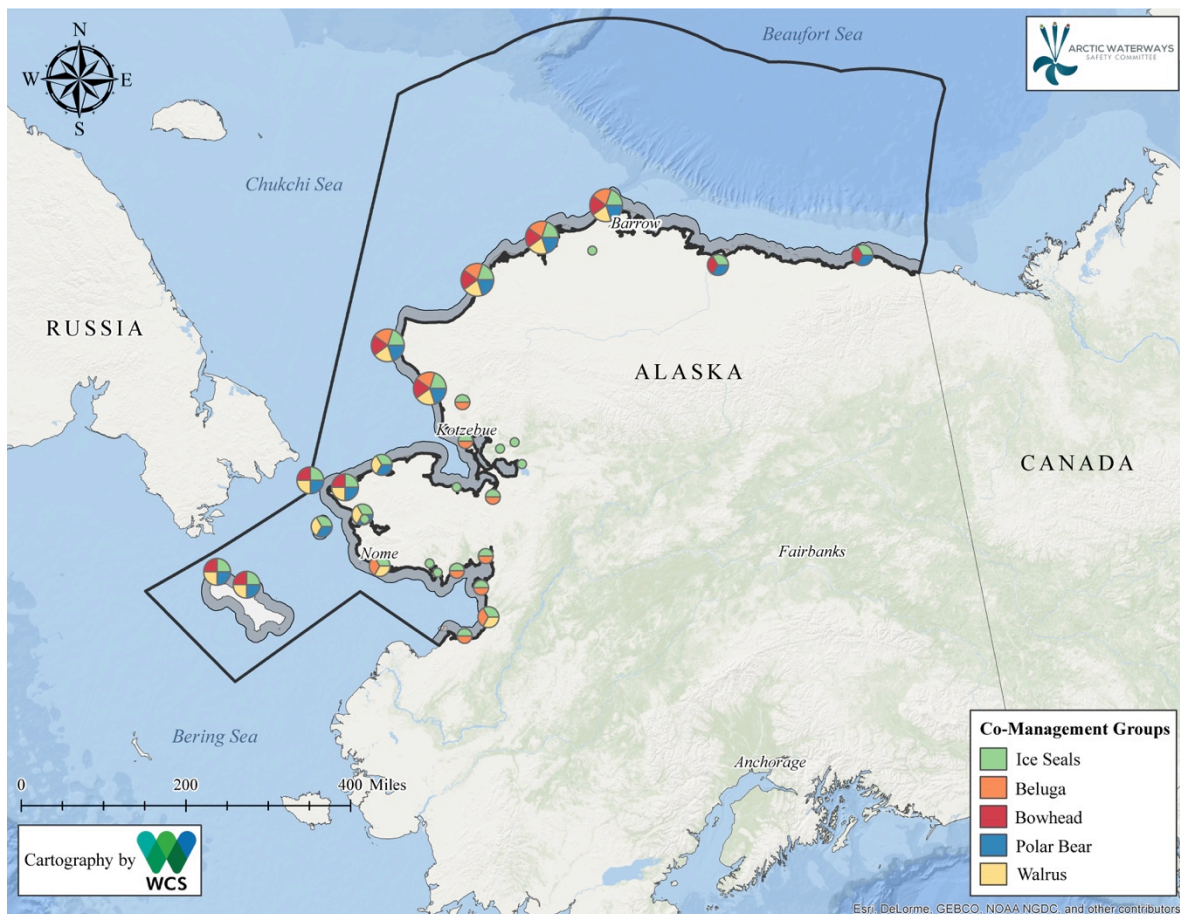 Beaufort Sea
ARCTIC WATERWAYS
SAFETY COMMITTEE
N
W
E
S
Chukchi Sea
Barrow
RUSSIA
ALASKA
Kotzebue
CANADA
Nome
Fairbanks
Bering Sea
Anchorage
0
200
400 Miles
Cartography by
WCS
Co-Management Groups
Ice Seals
Beluga
Bowhead
Polar Bear
Walrus
Esri, DeLorme, GEBCO, NOAA NGDC, and other contributors